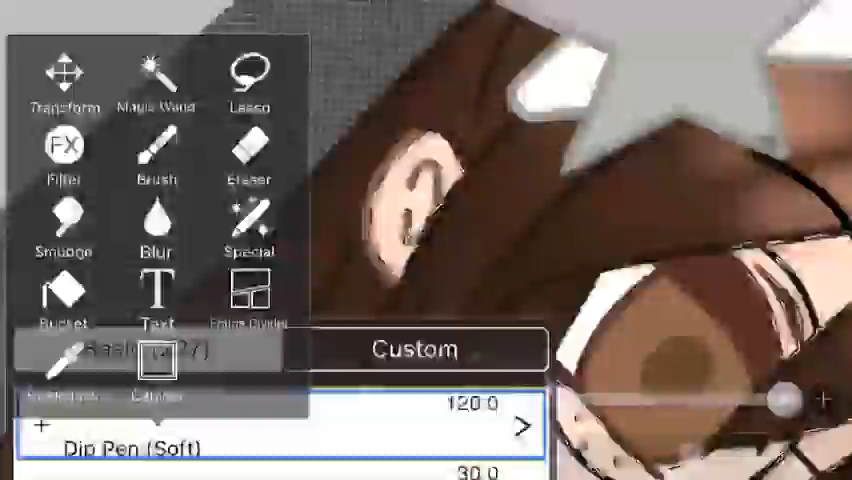 Transform Magic Wand Lasso
FX
Filter Brush Eraser
Smudge Blur Special
T
Bucket Text Frame Divider
Custom
120.0
+ >
Dip Pen (Soft)
30.0
+